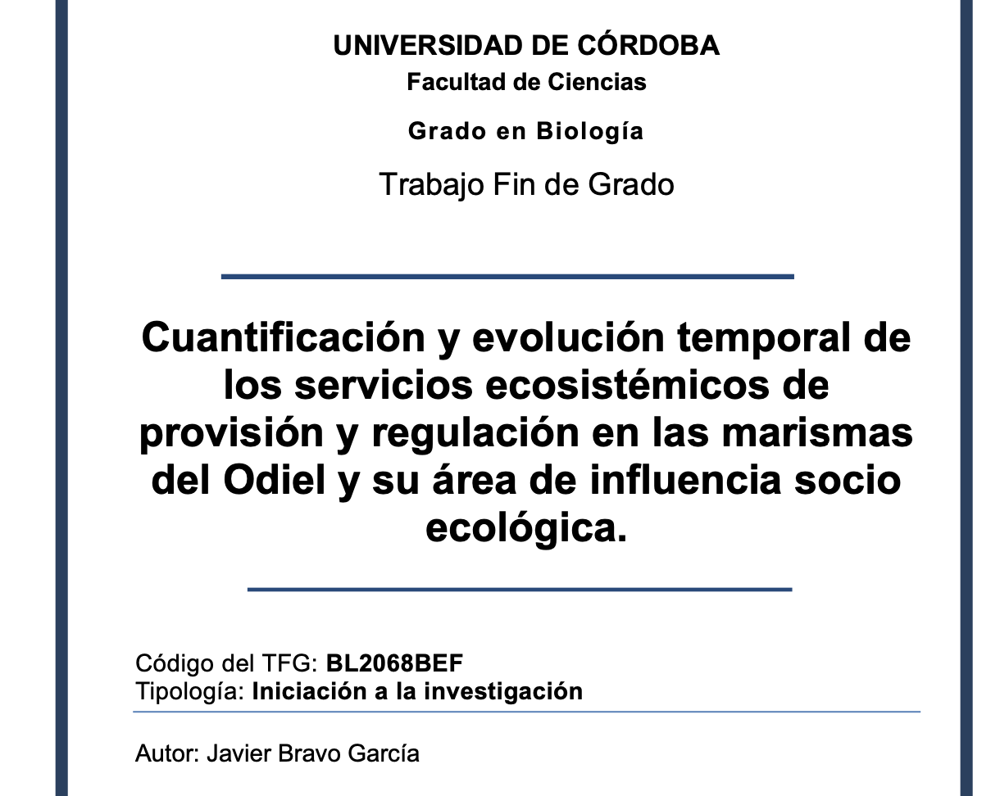 UNIVERSIDAD DE CÓRDOBA
Facultad de Ciencias
Grado en Biología
Trabajo Fin de Grado
Cuantificación y evolución temporal de
los servicios ecosistémicos de
provisión y regulación en las marismas
del Odiel y su área de influencia socio
ecológica.
Código del TFG: BL2068BEF
Tipología: Iniciación a la investigación
Autor: Javier Bravo García